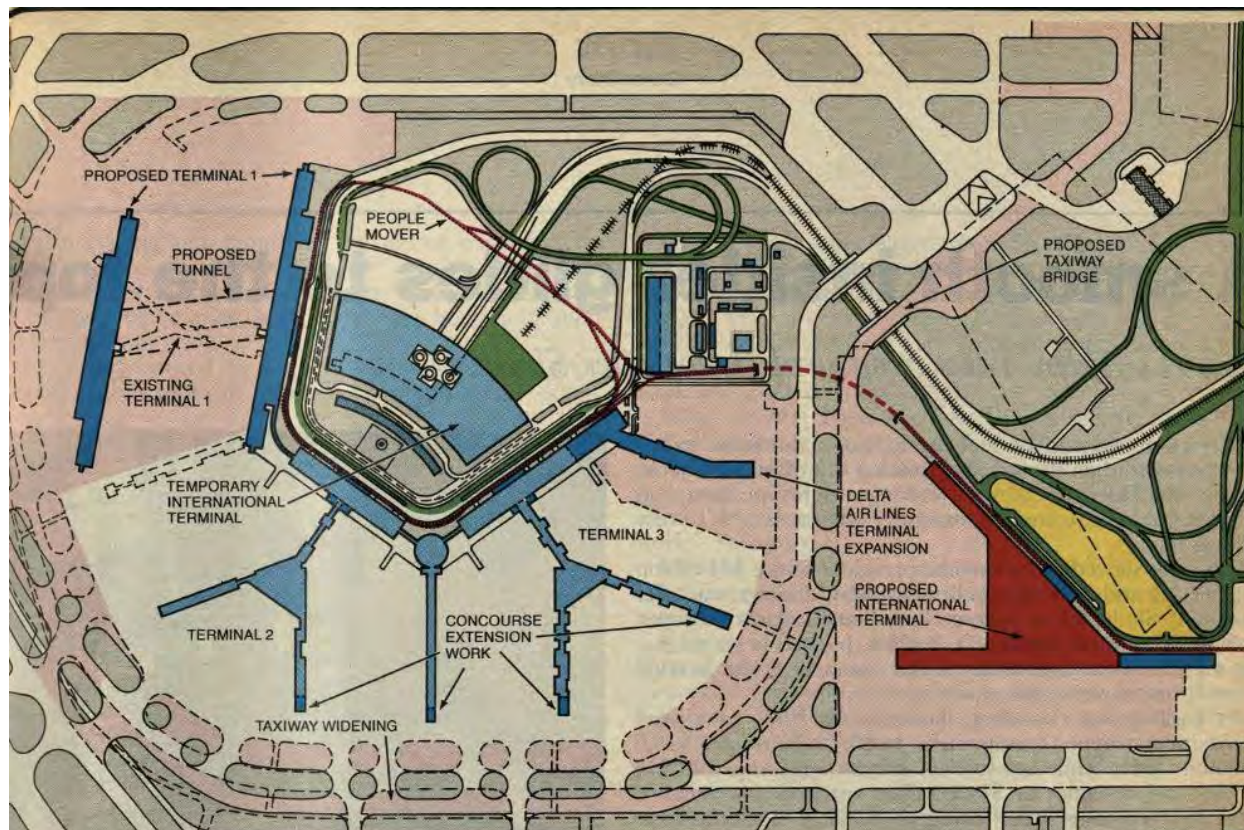 PROPOSED TERMINAL 1
PEOPLE
MOVER
PROPOSED
TUNNEL
PROPOSED
TAXIWAY
BRIDGE
EXISTING
TERMINAL 1
TEMPORARY
INTERNATIONAL
TERMINAL
DELTA
AIR LINES
TERMINAL
EXPANSION
TERMINAL 3
PROPOSED
INTERNATIONAL
TERMINAL
CONCOURSE
EXTENSION
WORK
TERMINAL 2
TAXIWAY WIDENING